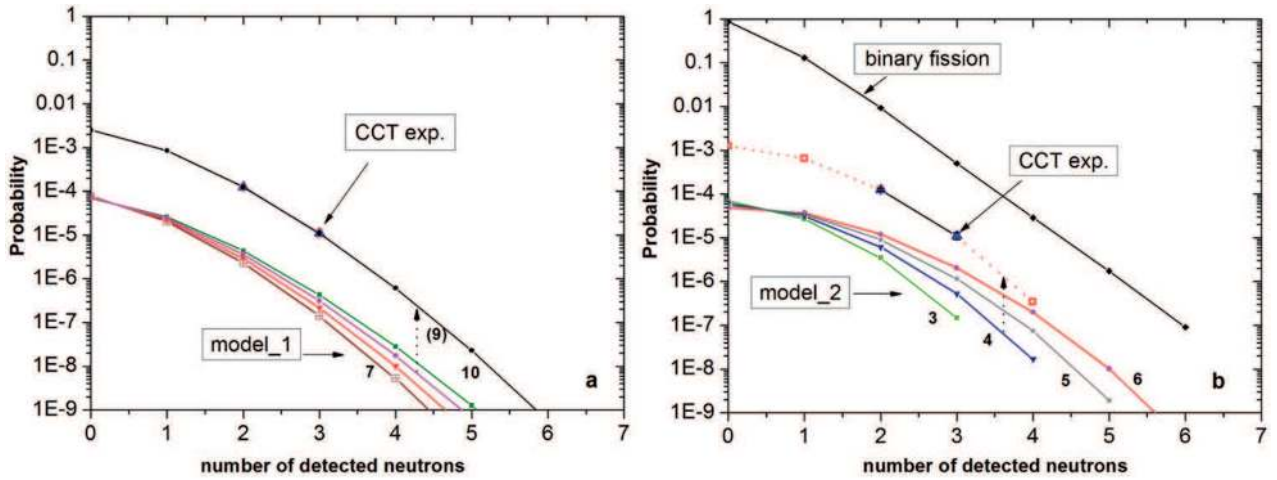 1
0.1
0.01
1E-3
1E-4
1E-5
1E-6
1E-7
1E-8
1E-9
Probability
CCT exp.
model_1
(9)
7
10
a
0 1 2 3 4 5 6 7
number of detected neutrons
1
0.1
0.01
1E-3
1E-4
1E-5
1E-6
1E-7
1E-8
1E-9
Probability
binary fission
CCT exp.
model_2
3
4
5
6
b
0 1 2 3 4 5 6 7
number of detected neutrons